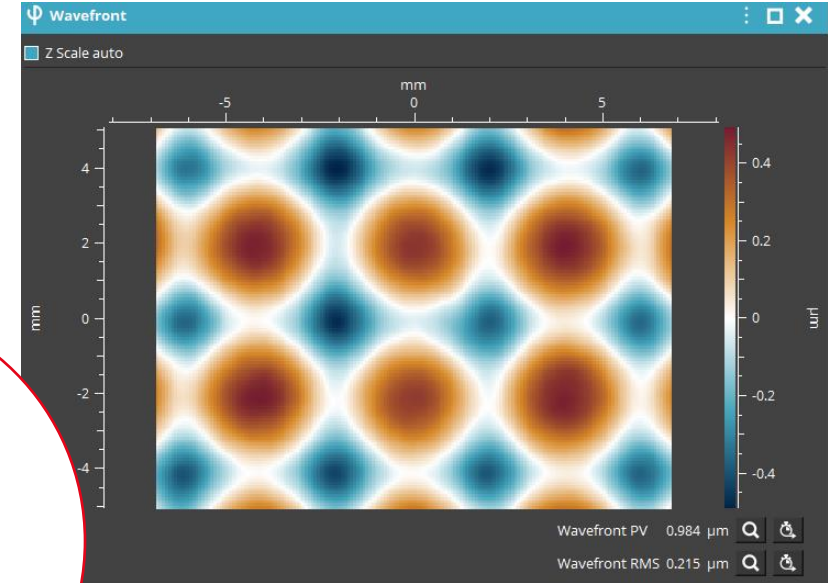 φ Wavefront
Z Scale auto
mm
-5 0 5
4
2
0
-2
-4
mm
0.4
0.2
0
-0.2
-0.4
µm
Wavefront PV 0.984 µm
Wavefront RMS 0.215 µm